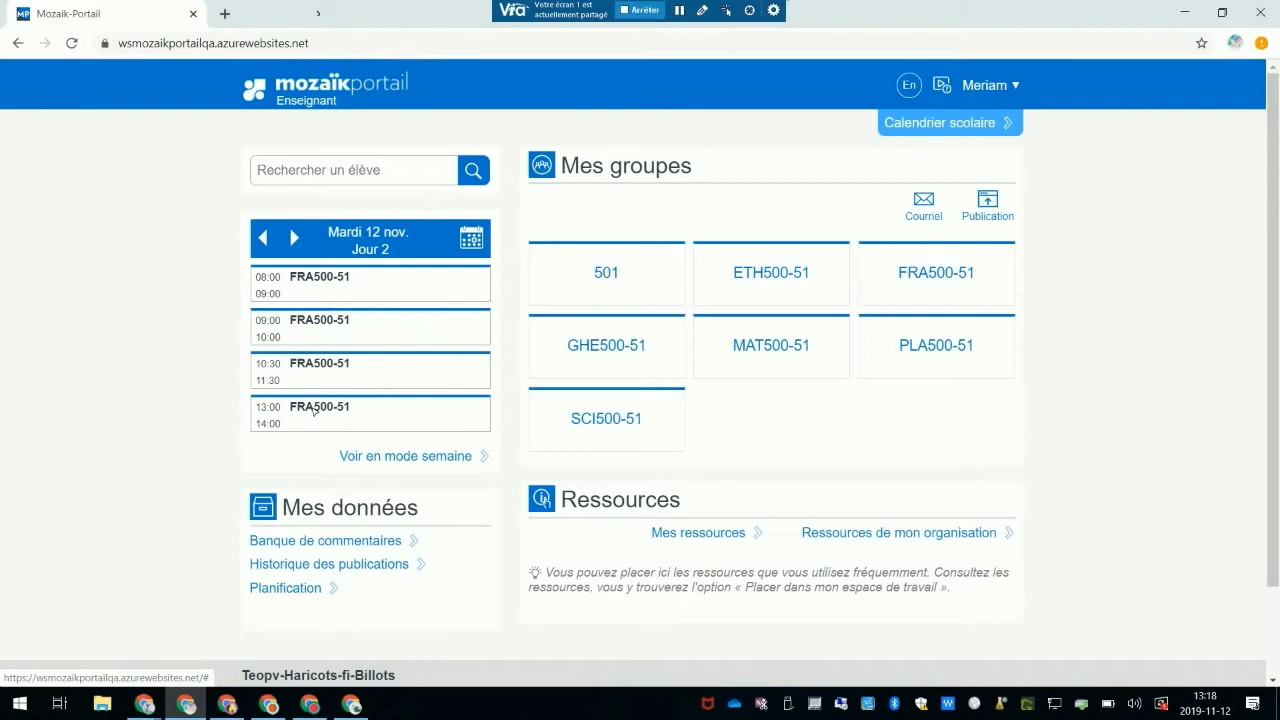 Mozaïk-Portail
Via
Votre écran 1 est
actuellement partagé
Arrêter
wsmozaikportailqa.azurewebsites.net
mozaïkportail
Enseignant
En
Meriam
Calendrier scolaire
Rechercher un élève
Mes groupes
Courriel
Publication
Mardi 12 nov.
Jour 2
08:00 FRA500-51
09:00
09:00 FRA500-51
10:00
10:30 FRA500-51
11:30
13:00 FRA500-51
14:00
Voir en mode semaine
501
ETH500-51
FRA500-51
GHE500-51
MAT500-51
PLA500-51
SCI500-51
Mes données
Banque de commentaires
Historique des publications
Planification
Ressources
Mes ressources
Ressources de mon organisation
Vous pouvez placer ici les ressources que vous utilisez fréquemment. Consultez les
ressources, vous y trouverez l'option « Placer dans mon espace de travail ».
https://wsmozaikportailqa.azurewebsites.net/#
Teopv-Haricots-fi-Billots
13:18
2019-11-12